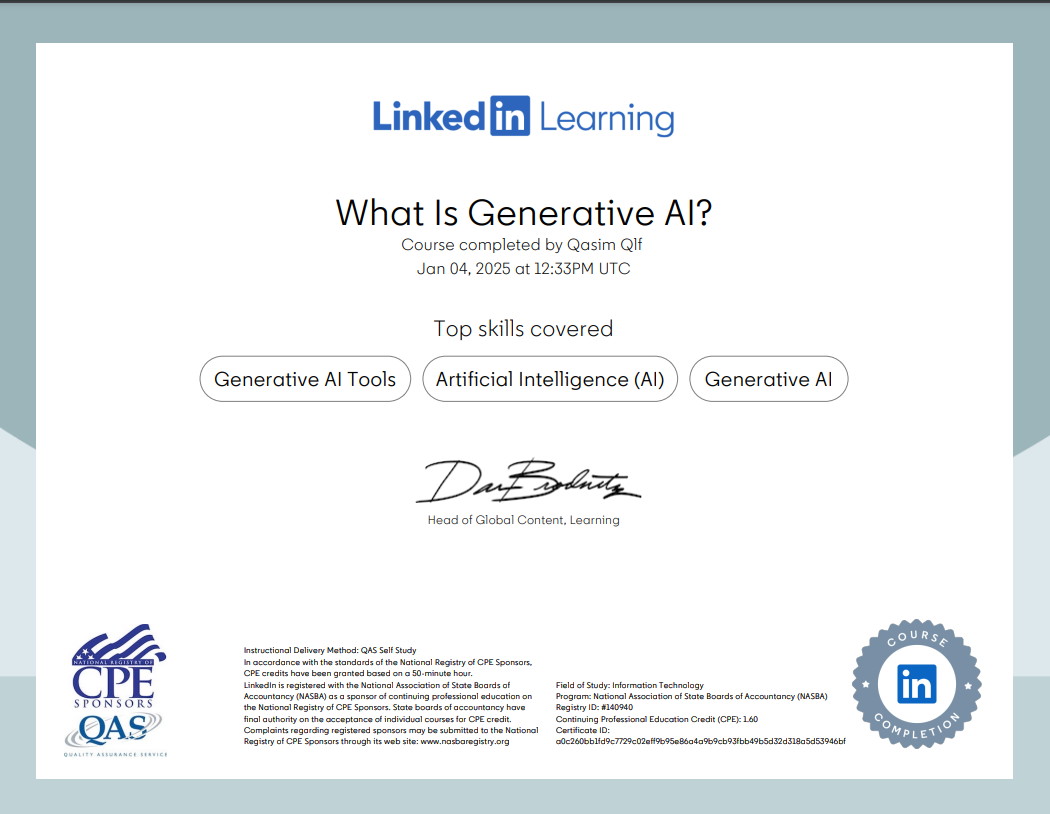 Linked in Learning
What Is Generative AI?
Course completed by Qasim Qlf
Jan 04, 2025 at 12:33PM UTC
Top skills covered
Generative AI Tools
Artificial Intelligence (AI)
Generative AI
Dan Brodnitz
Head of Global Content, Learning
NATIONAL REGISTRY OF
CPE
SPONSORS
QAS
QUALITY ASSURANCE SERVICE
Instructional Delivery Method: QAS Self Study
In accordance with the standards of the National Registry of CPE Sponsors,
CPE credits have been granted based on a 50-minute hour.
LinkedIn is registered with the National Association of State Boards of
Accountancy (NASBA) as a sponsor of continuing professional education on
the National Registry of CPE Sponsors. State boards of accountancy have
final authority on the acceptance of individual courses for CPE credit.
Complaints regarding registered sponsors may be submitted to the National
Registry of CPE Sponsors through its web site: www.nasbaregistry.org
Field of Study: Information Technology
Program: National Association of State Boards of Accountancy (NASBA)
Registry ID: #140940
Continuing Professional Education Credit (CPE): 1.60
Certificate ID:
a0c260bb1fd9c7729c02eff9b95e86a4a9b9cb93fbb49b5d32d318a5d53946bf
COURSE
in
COMPLETION